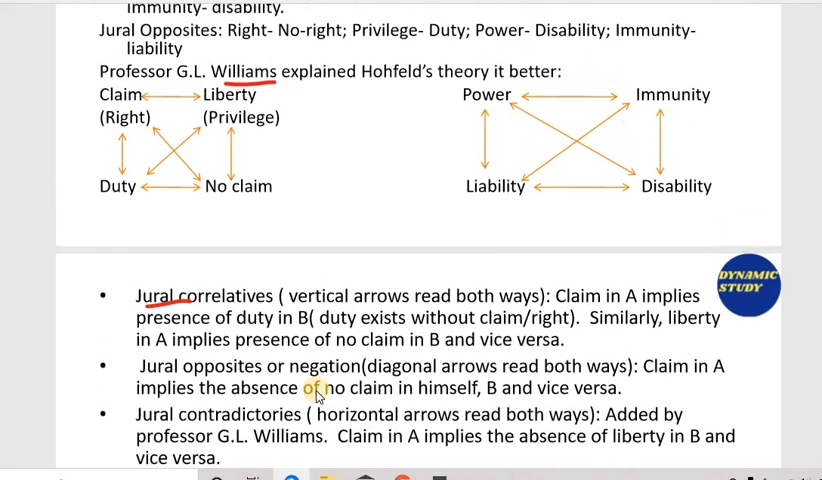 Immunity- disability.
Jural Opposites: Right- No-right; Privilege- Duty; Power- Disability; Immunity-
liability
Professor G.L. Williams explained Hohfeld’s theory it better:
Claim Liberty
(Right) (Privilege)
Duty No claim
Power Immunity
Liability Disability
DYNAMIC
STUDY
• Jural correlatives ( vertical arrows read both ways): Claim in A implies
presence of duty in B( duty exists without claim/right). Similarly, liberty
in A implies presence of no claim in B and vice versa.
• Jural opposites or negation(diagonal arrows read both ways): Claim in A
implies the absence of no claim in himself, B and vice versa.
• Jural contradictories ( horizontal arrows read both ways): Added by
professor G.L. Williams. Claim in A implies the absence of liberty in B and
vice versa.